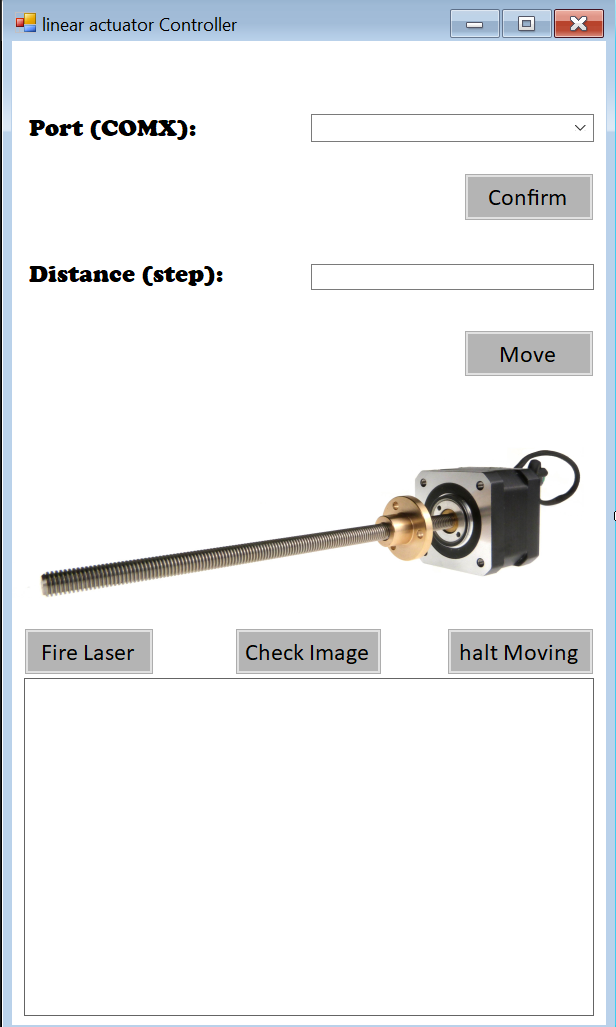 linear actuator Controller
Port (COMX):
Confirm
Distance (step):
Move
Fire Laser
Check Image
halt Moving